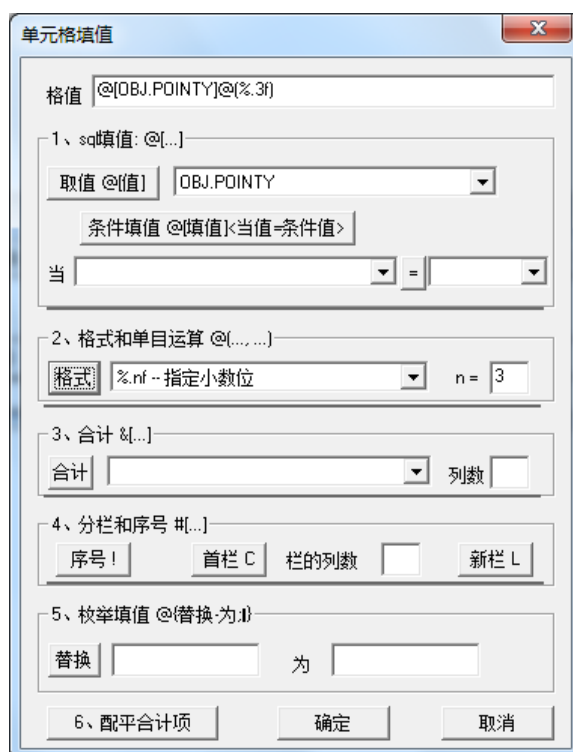 单元格填值
格值 @[OBJ.POINTY]@(%.3f)
1、sql填值: @[...]
取值 @[值] OBJ.POINTY
条件填值 @[填值]<当值=条件值>
当 =
2、格式和单目运算 @(...,...)
格式 %.nf -- 指定小数位 n = 3
3、合计 &[...]
合计 列数
4、分栏和序号 #[...]
序号 ! 首栏 C 栏的列数 新栏 L
5、枚举填值 @{替换-为;I}
替换 为
6、配平合计项 确定 取消